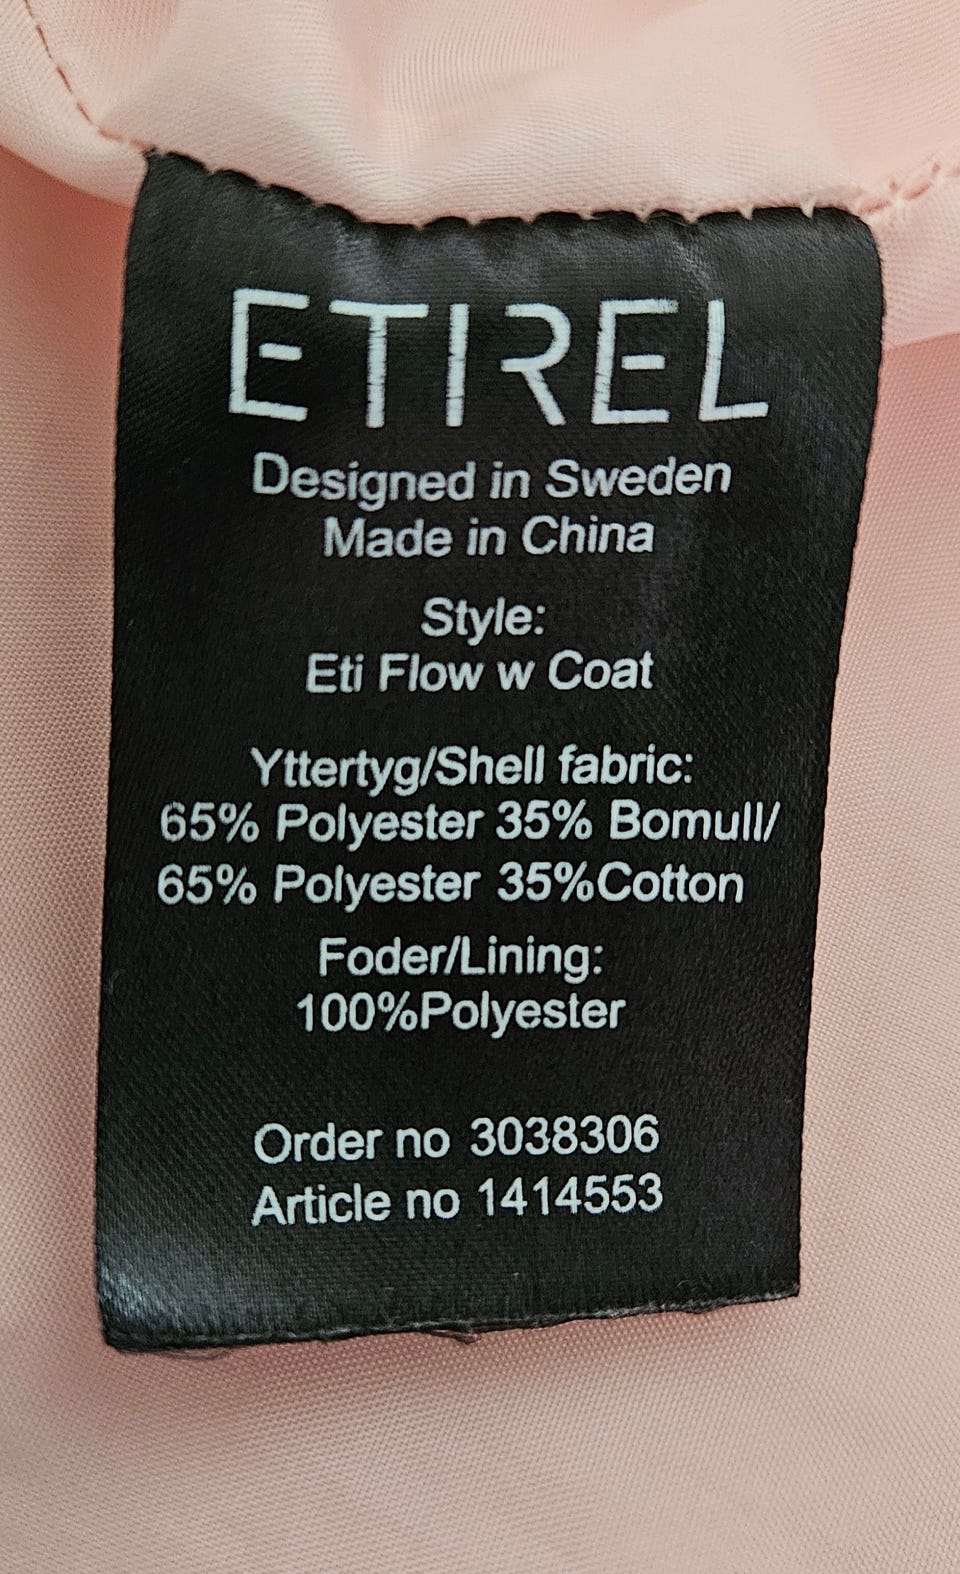 ETIREL
Designed in Sweden
Made in China
Style:
Eti Flow w Coat
Yttertyg/Shell fabric:
65% Polyester 35% Bomull/
65% Polyester 35%Cotton
Foder/Lining:
100%Polyester
Order no 3038306
Article no 1414553